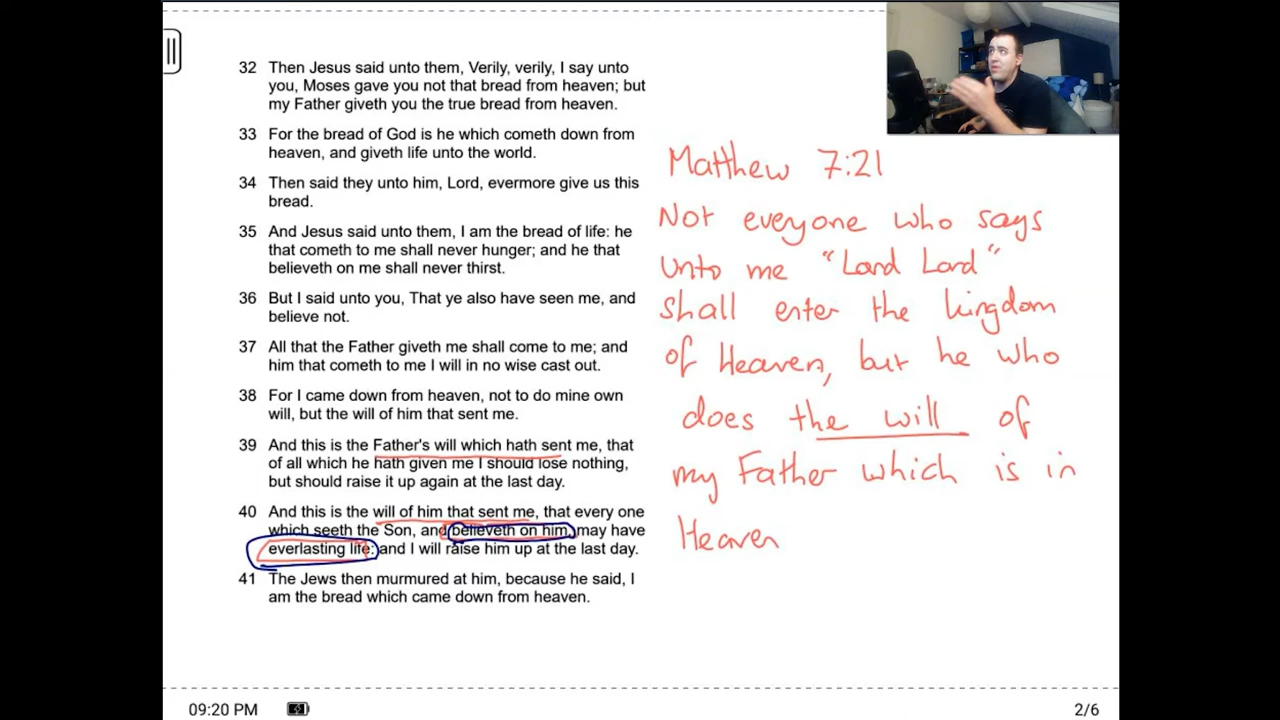 32 Then Jesus said unto them, Verily, verily, I say unto
you, Moses gave you not that bread from heaven; but
my Father giveth you the true bread from heaven.
33 For the bread of God is he which cometh down from
heaven, and giveth life unto the world.
34 Then said they unto him, Lord, evermore give us this
bread.
35 And Jesus said unto them, I am the bread of life: he
that cometh to me shall never hunger; and he that
believeth on me shall never thirst.
36 But I said unto you, That ye also have seen me, and
believe not.
37 All that the Father giveth me shall come to me; and
him that cometh to me I will in no wise cast out.
38 For I came down from heaven, not to do mine own
will, but the will of him that sent me.
39 And this is the Father's will which hath sent me, that
of all which he hath given me I should lose nothing,
but should raise it up again at the last day.
40 And this is the will of him that sent me, that every one
which seeth the Son, and believeth on him, may have
everlasting life: and I will raise him up at the last day.
41 The Jews then murmured at him, because he said, I
am the bread which came down from heaven.
Matthew 7:21
Not everyone who says
unto me "Lord Lord"
shall enter the kingdom
of Heaven, but he who
does the will of
my Father which is in
Heaven
09:20 PM
2/6